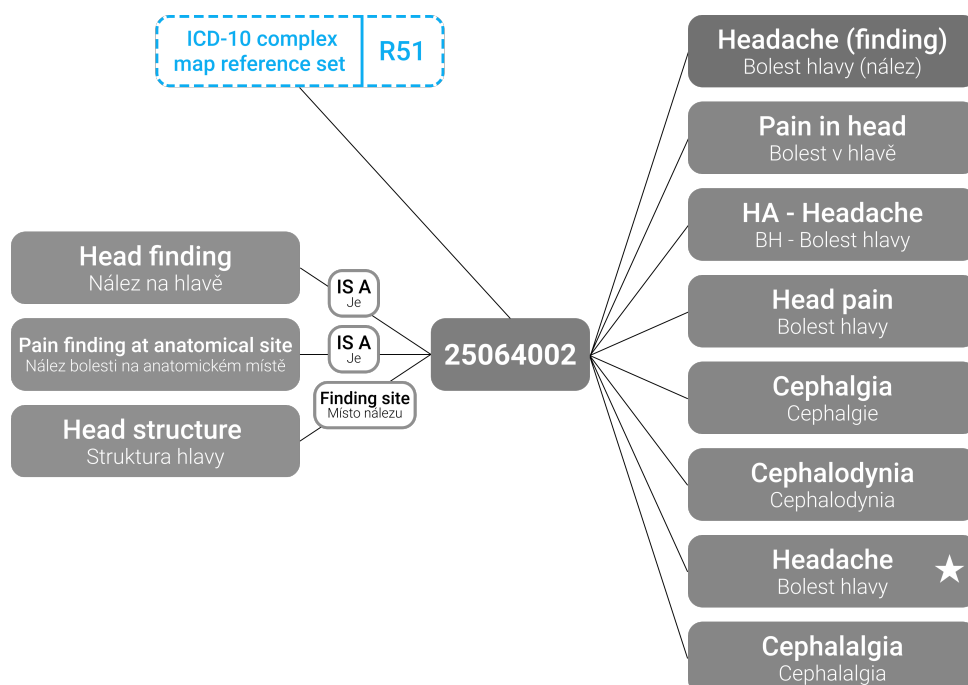 ICD-10 complex
map reference set
R51
Head finding
Nález na hlavě
Pain finding at anatomical site
Nález bolesti na anatomickém místě
Head structure
Struktura hlavy
IS A
Je
IS A
Je
Finding site
Místo nálezu
25064002
Headache (finding)
Bolest hlavy (nález)
Pain in head
Bolest v hlavě
HA - Headache
BH - Bolest hlavy
Head pain
Bolest hlavy
Cephalgia
Cephalgie
Cephalodynia
Cephalodynia
Headache
Bolest hlavy
Cephalalgia
Cephalalgia